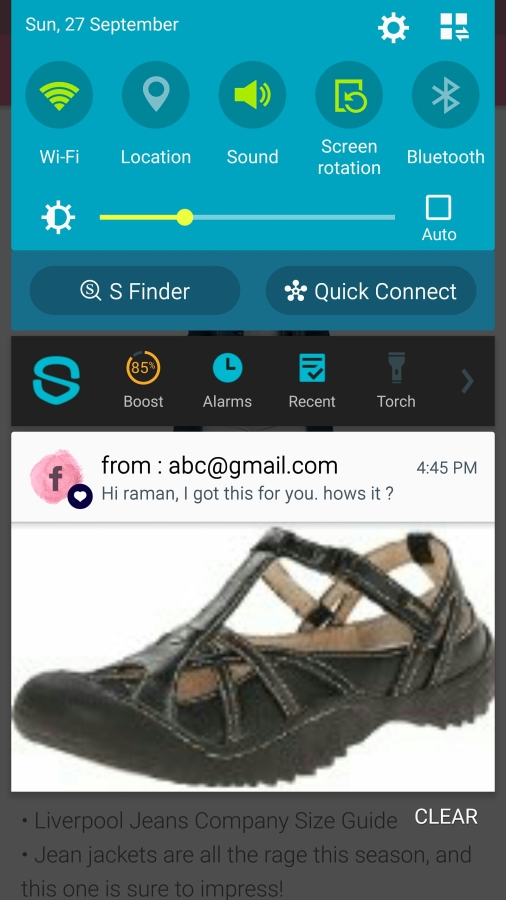 Sun, 27 September
Wi-Fi
Location
Sound
Screen
rotation
Bluetooth
Auto
S Finder
Quick Connect
85%
Boost
Alarms
Recent
Torch
from : abc@gmail.com
4:45 PM
Hi raman, I got this for you. hows it ?
CLEAR
• Liverpool Jeans Company Size Guide
• Jean jackets are all the rage this season, and
this one is sure to impress!